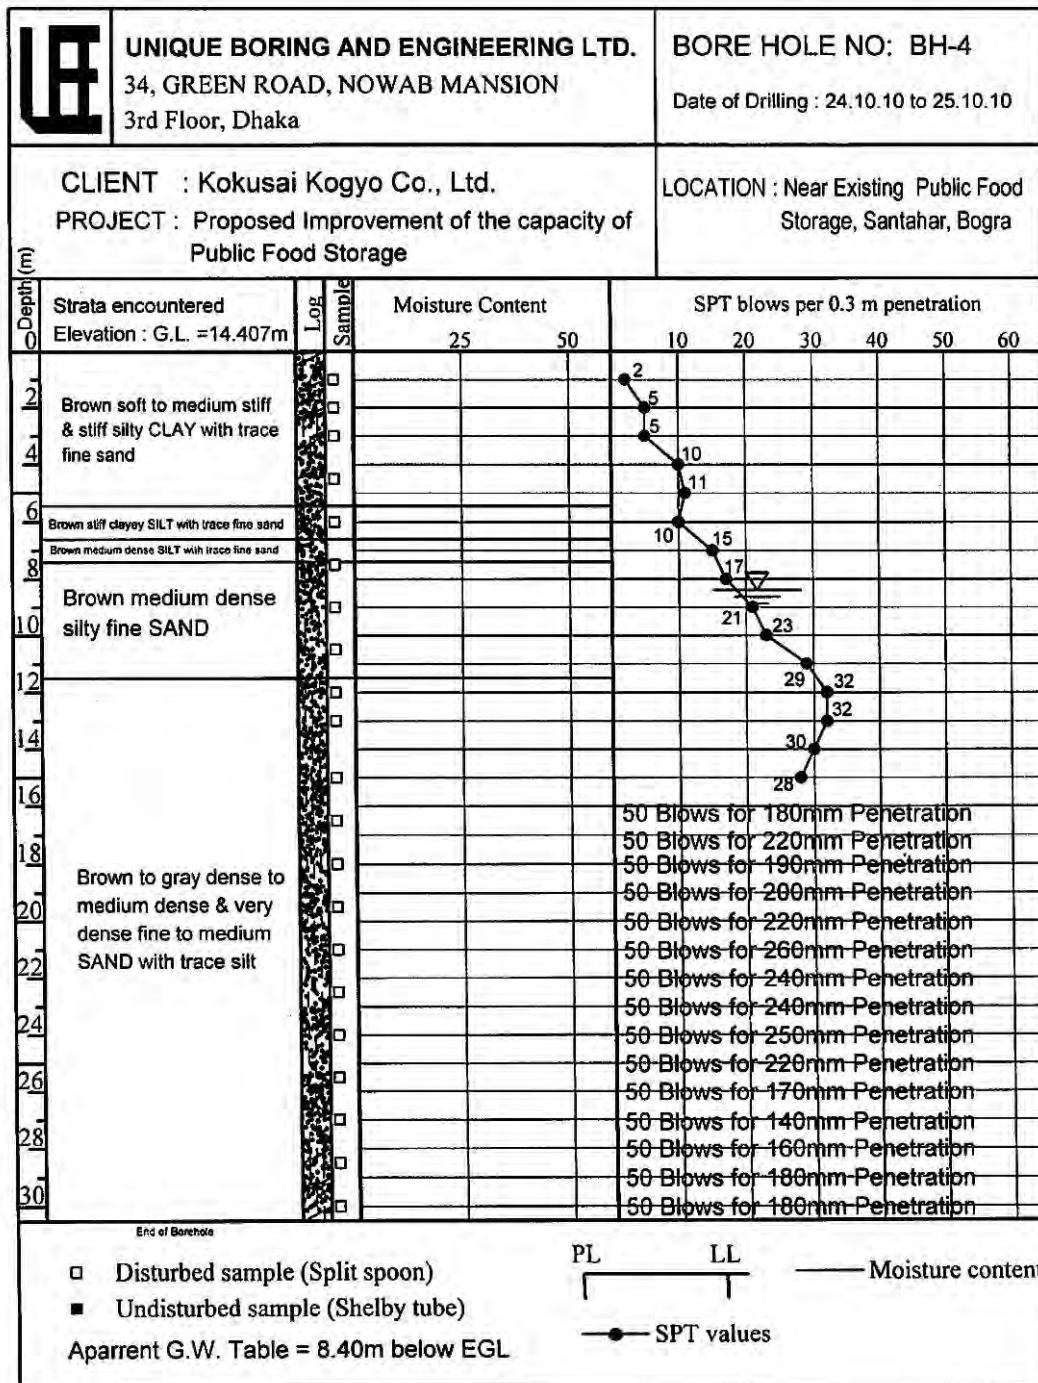 UNIQUE BORING AND ENGINEERING LTD.
34, GREEN ROAD, NOWAB MANSION
3rd Floor, Dhaka
BORE HOLE NO: BH-4
Date of Drilling : 24.10.10 to 25.10.10
CLIENT : Kokusai Kogyo Co., Ltd.
PROJECT : Proposed Improvement of the capacity of
Public Food Storage
LOCATION : Near Existing Public Food
Storage, Santahar, Bogra
Depth (m)
Strata encountered
Elevation : G.L. =14.407m
Log
Sample
Moisture Content
25 50
SPT blows per 0.3 m penetration
10 20 30 40 50 60
0
2
4
6
8
10
12
14
16
18
20
22
24
26
28
30
Brown soft to medium stiff
& stiff silty CLAY with trace
fine sand
Brown stiff clayey SILT with trace fine sand
Brown medium dense SILT with trace fine sand
Brown medium dense
silty fine SAND
Brown to gray dense to
medium dense & very
dense fine to medium
SAND with trace silt
2
5
5
10
11
10
15
17
21
23
29
32
32
30
28
50 Blows for 180mm Penetration
50 Blows for 220mm Penetration
50 Blows for 190mm Penetration
50 Blows for 200mm Penetration
50 Blows for 220mm Penetration
50 Blows for 260mm Penetration
50 Blows for 240mm Penetration
50 Blows for 240mm Penetration
50 Blows for 250mm Penetration
50 Blows for 220mm Penetration
50 Blows for 170mm Penetration
50 Blows for 140mm Penetration
50 Blows for 160mm Penetration
50 Blows for 180mm Penetration
50 Blows for 180mm Penetration
End of Borehole
Disturbed sample (Split spoon)
Undisturbed sample (Shelby tube)
Aparrent G.W. Table = 8.40m below EGL
PL LL
Moisture content
SPT values